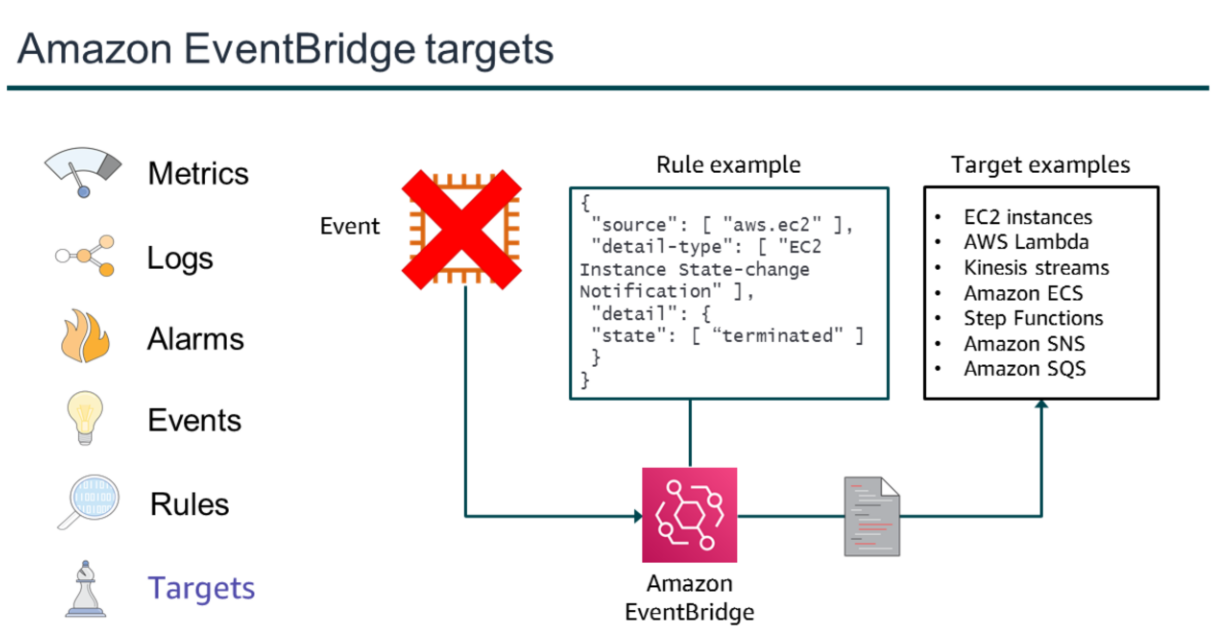 Amazon EventBridge targets
Metrics
Logs
Alarms
Events
Rules
Targets
Event
Rule example
{
"source": [ "aws.ec2" ],
"detail-type": [ "EC2
Instance State-change
Notification" ],
"detail": {
"state": [ “terminated" ]
}
}
Target examples
• EC2 instances
• AWS Lambda
• Kinesis streams
• Amazon ECS
• Step Functions
• Amazon SNS
• Amazon SQS
Amazon
EventBridge